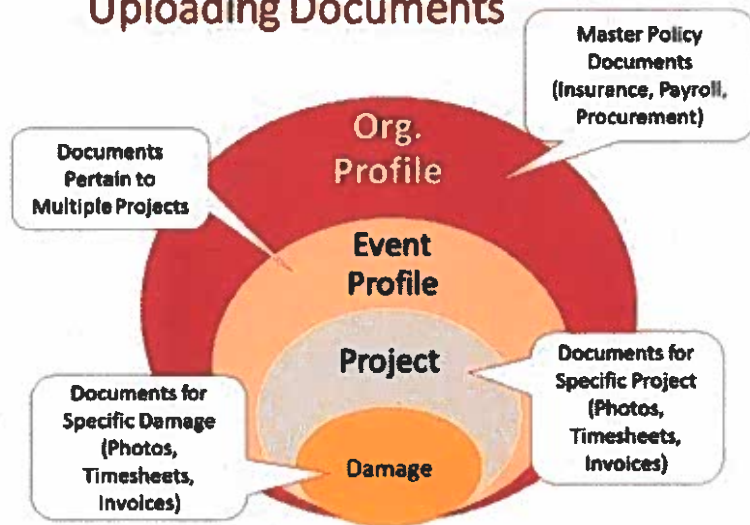 Uploading Documents
Master Policy
Documents
(Insurance, Payroll,
Procurement)
Org.
Profile
Documents
Pertain to
Multiple Projects
Event
Profile
Project
Documents for
Specific Project
(Photos,
Timesheets,
Invoices)
Documents for
Specific Damage
(Photos,
Timesheets,
Invoices)
Damage